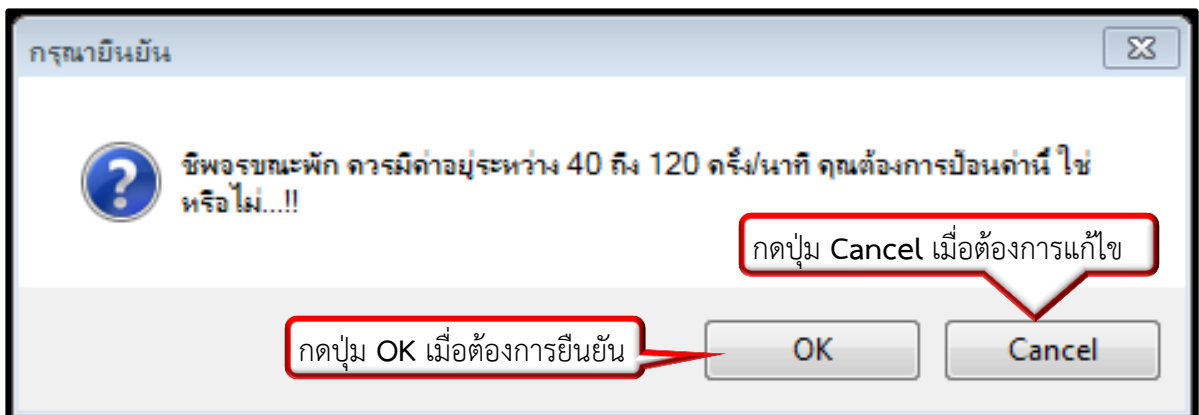 กรุณายืนยัน
ชีพจรขณะพัก ควรมีค่าอยู่ระหว่าง 40 ถึง 120 ครั้ง/นาที คุณต้องการป้อนค่านี้ ใช่
หรือไม่...!!
กดปุ่ม Cancel เมื่อต้องการแก้ไข
กดปุ่ม OK เมื่อต้องการยืนยัน
OK
Cancel